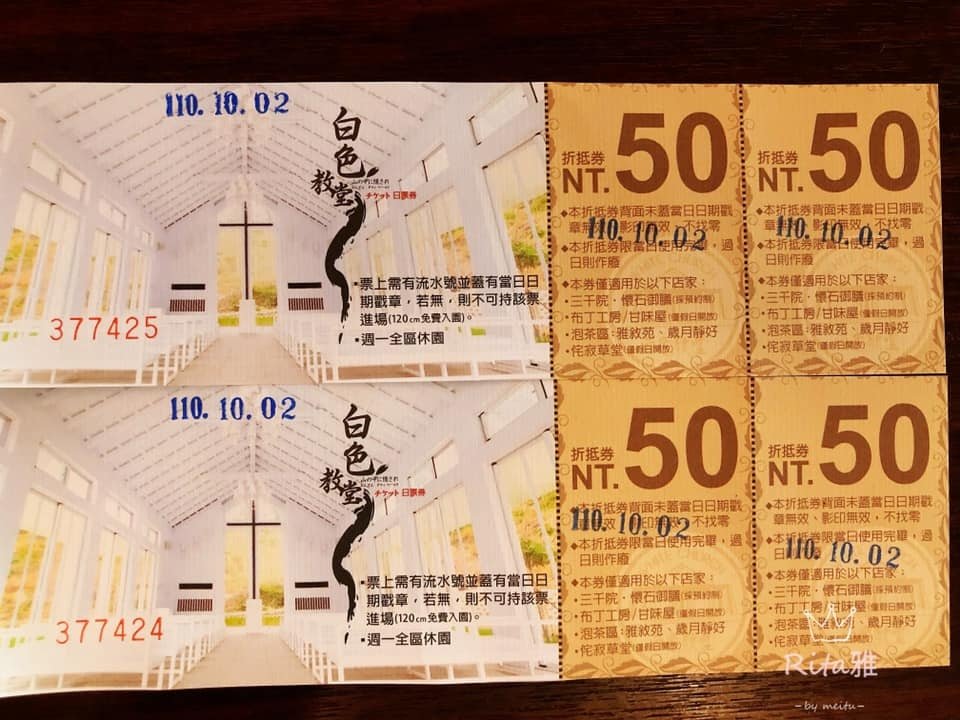 110.10.02
白色
教堂
チケット 日票券
•票上需有流水號並蓋有當日日
期戳章，若無，則不可持該票
進場(120cm免費入園)。
•週一全區休園
377425
折抵券
NT. 50
◆本折抵券背面未蓋當日日期戳
章無效，影印無效，不找零
110.10.02
◆本折抵券限當日使用完畢，過
日則作廢
◆本券僅適用於以下店家：
•三千院．懷石御膳(採預約制)
•布丁工房/甘味屋(僅假日開放)
•泡茶區：雅敘苑、歲月靜好
•侘寂草堂(僅假日開放)
折抵券
NT. 50
◆本折抵券背面未蓋當日日期戳
章無效，影印無效，不找零
110.10.02
◆本折抵券限當日使用完畢，過
日則作廢
◆本券僅適用於以下店家：
•三千院．懷石御膳(採預約制)
•布丁工房/甘味屋(僅假日開放)
•泡茶區：雅敘苑、歲月靜好
•侘寂草堂(僅假日開放)
110.10.02
白色
教堂
チケット 日票券
•票上需有流水號並蓋有當日日
期戳章，若無，則不可持該票
進場(120cm免費入園)。
•週一全區休園
377424
折抵券
NT. 50
◆本折抵券背面未蓋當日日期戳
章無效，影印無效，不找零
110.10.02
◆本折抵券限當日使用完畢，過
日則作廢
◆本券僅適用於以下店家：
•三千院．懷石御膳(採預約制)
•布丁工房/甘味屋(僅假日開放)
•泡茶區：雅敘苑、歲月靜好
•侘寂草堂(僅假日開放)
折抵券
NT. 50
◆本折抵券背面未蓋當日日期戳
章無效，影印無效，不找零
◆本折抵券限當日使用完畢，過
110.10.02
◆本券僅適用於以下店家：
•三千院．懷石御膳(採預約制)
•布丁工房/甘味屋(僅假日開放)
•泡茶區：雅敘苑、歲月靜好
•侘寂草堂(僅假日開放)
Rita雅
-by meitu-